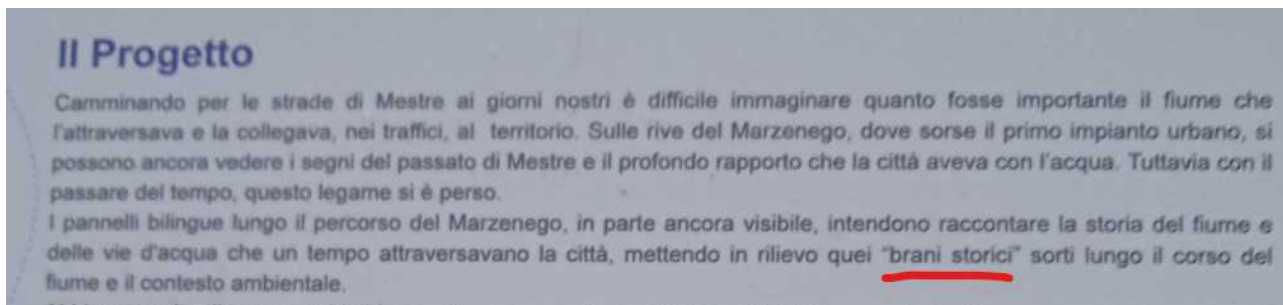 Il Progetto
Camminando per le strade di Mestre ai giorni nostri è difficile immaginare quanto fosse importante il fiume che
l'attraversava e la collegava, nei traffici, al territorio. Sulle rive del Marzenego, dove sorse il primo impianto urbano, si
possono ancora vedere i segni del passato di Mestre e il profondo rapporto che la città aveva con l'acqua. Tuttavia con il
passare del tempo, questo legame si è perso.
I pannelli bilingue lungo il percorso del Marzenego, in parte ancora visibile, intendono raccontare la storia del fiume e
delle vie d'acqua che un tempo attraversavano la città, mettendo in rilievo quei "brani storici" sorti lungo il corso del
fiume e il contesto ambientale.